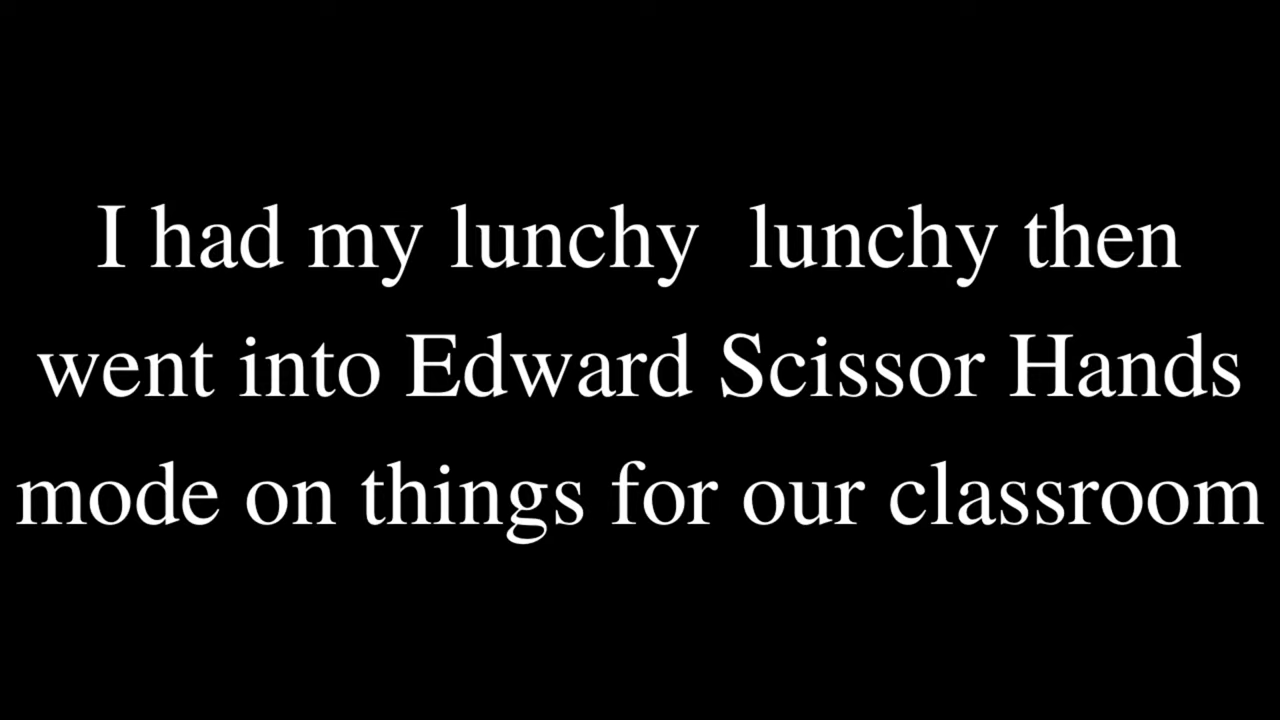 I had my lunchy  lunchy then
went into Edward Scissor Hands
mode on things for our classroom